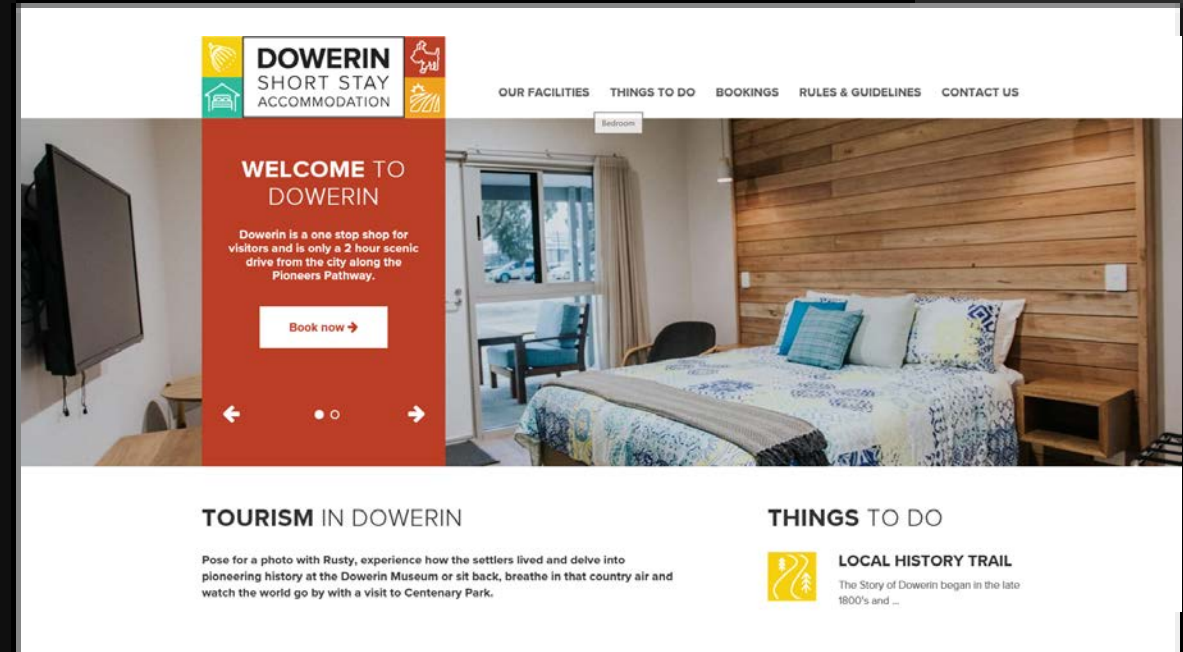 DOWERIN
SHORT STAY
ACCOMMODATION
OUR FACILITIES THINGS TO DO BOOKINGS RULES & GUIDELINES CONTACT US
Bedroom
WELCOME TO
DOWERIN
Dowerin is a one stop shop for
visitors and is only a 2 hour scenic
drive from the city along the
Pioneers Pathway.
Book now
TOURISM IN DOWERIN
Pose for a photo with Rusty, experience how the settlers lived and delve into
pioneering history at the Dowerin Museum or sit back, breathe in that country air and
watch the world go by with a visit to Centenary Park.
THINGS TO DO
LOCAL HISTORY TRAIL
The Story of Dowerin began in the late
1800's and ...